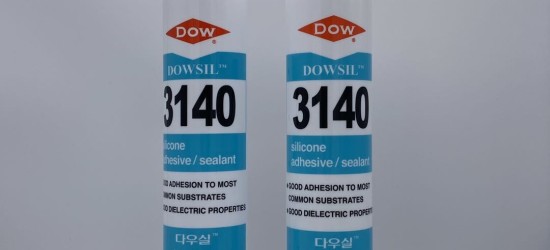 DOW
DOWSIL™
3140
silicone
adhesive / sealant
GOOD ADHESION TO MOST
COMMON SUBSTRATES
GOOD DIELECTRIC PROPERTIES
다우실™
DOW
DOWSIL™
3140
silicone
adhesive / sealant
GOOD ADHESION TO MOST
COMMON SUBSTRATES
GOOD DIELECTRIC PROPERTIES
다우실™